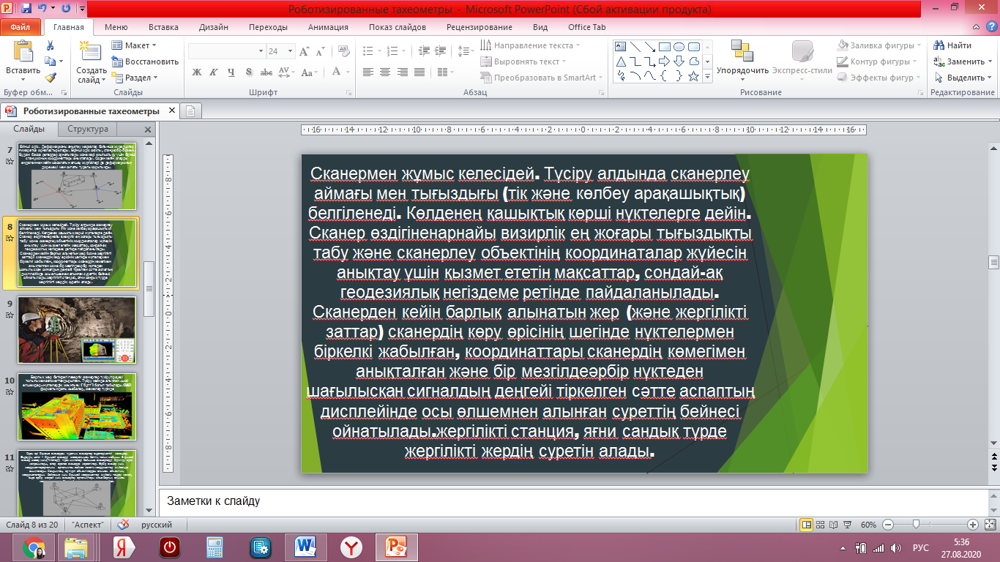 Роботизированные тахеометры - Microsoft PowerPoint (Сбой активации продукта)
Файл Главная Меню Вставка Дизайн Переходы Анимация Показ слайдов Рецензирование Вид Office Tab
Вставить
Буфер обм...
Создать слайд
Макет
Восстановить
Раздел
Слайды
24
Ж К Ч S abc AV Aa А
Шрифт
Направление текста
Выровнять текст
Преобразовать в SmartArt
Абзац
Упорядочить
Экспресс-стили
Заливка фигуры
Контур фигуры
Эффекты фигур
Рисование
Найти
Заменить
Выделить
Редактирование
Роботизированные тахеометры
Слайды Структура
7
8
9
10
11
Сканермен жұмыс келесідей. Түсіру алдында сканерлеу
аймағы мен тығыздығы (тік және көлбеу арақашықтық)
белгіленеді. Көлденең қашықтық көрші нүктелерге дейін.
Сканер өздігіненарнайы визирлік ең жоғары тығыздықты
табу және сканерлеу объектінің координаталар жүйесін
анықтау үшін қызмет ететін мақсаттар, сондай-ақ
геодезиялық негіздеме ретінде пайдаланылады.
Сканерден кейін барлық алынатын жер (және жергілікті
заттар) сканердің көру өрісінің шегінде нүктелермен
біркелкі жабылған, координаттары сканердің көмегімен
анықталған және бір мезгілдеәрбір нүктеден
шағылысқан сигналдың деңгейі тіркелген сәтте аспаптың
дисплейінде осы өлшемнен алынған суреттің бейнесі
ойнатылады.жергілікті станция, яғни сандық түрде
жергілікті жердің суретін алады.
Заметки к слайду
Слайд 8 из 20 "Аспект" русский 60%
РУС
5:36
27.08.2020